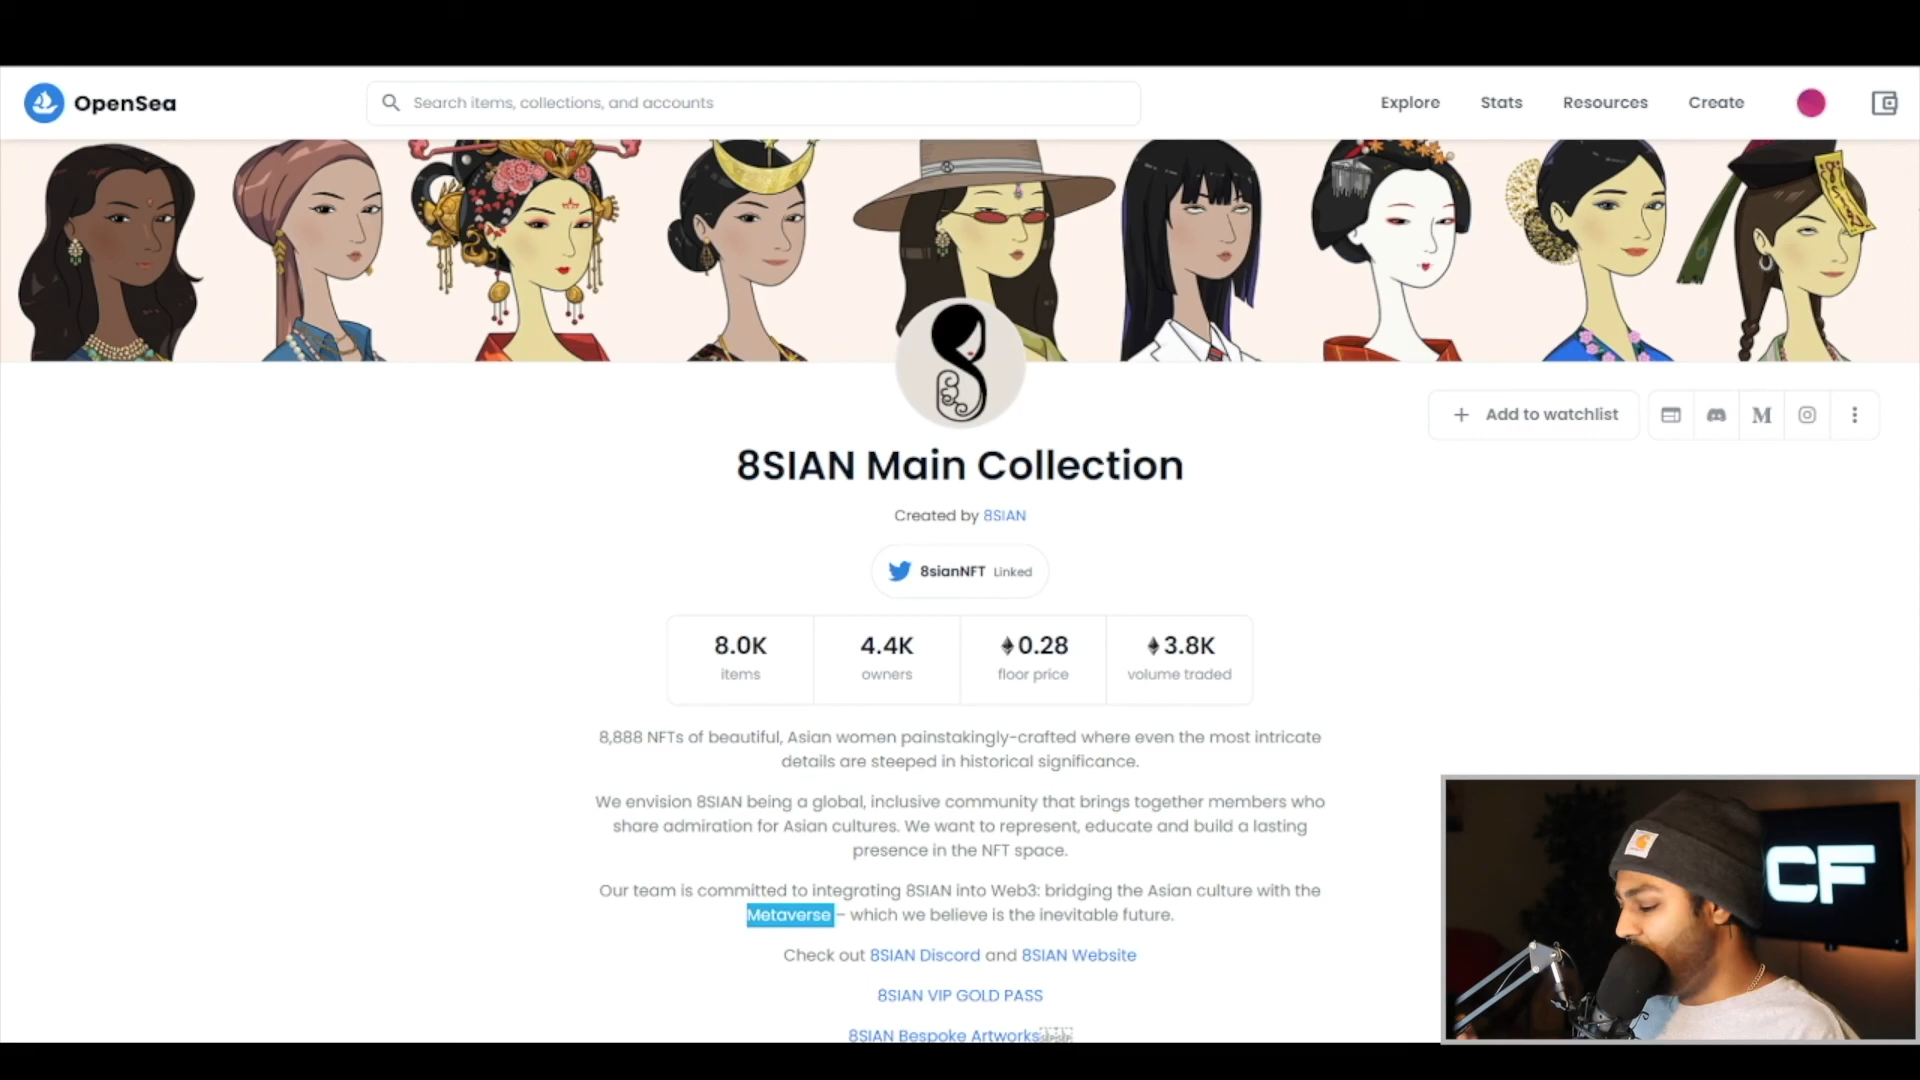 OpenSea
Search items, collections, and accounts
Explore
Stats
Resources
Create
8SIAN Main Collection
Add to watchlist
M
Created by 8SIAN
8sianNFT Linked
8.0K
items
4.4K
owners
0.28
floor price
3.8K
volume traded
8,888 NFTs of beautiful, Asian women painstakingly-crafted where even the most intricate
details are steeped in historical significance.
We envision 8SIAN being a global, inclusive community that brings together members who
share admiration for Asian cultures. We want to represent, educate and build a lasting
presence in the NFT space.
Our team is committed to integrating 8SIAN into Web3: bridging the Asian culture with the
Metaverse – which we believe is the inevitable future.
Check out 8SIAN Discord and 8SIAN Website
8SIAN VIP GOLD PASS
8SIAN Bespoke Artworks
CF